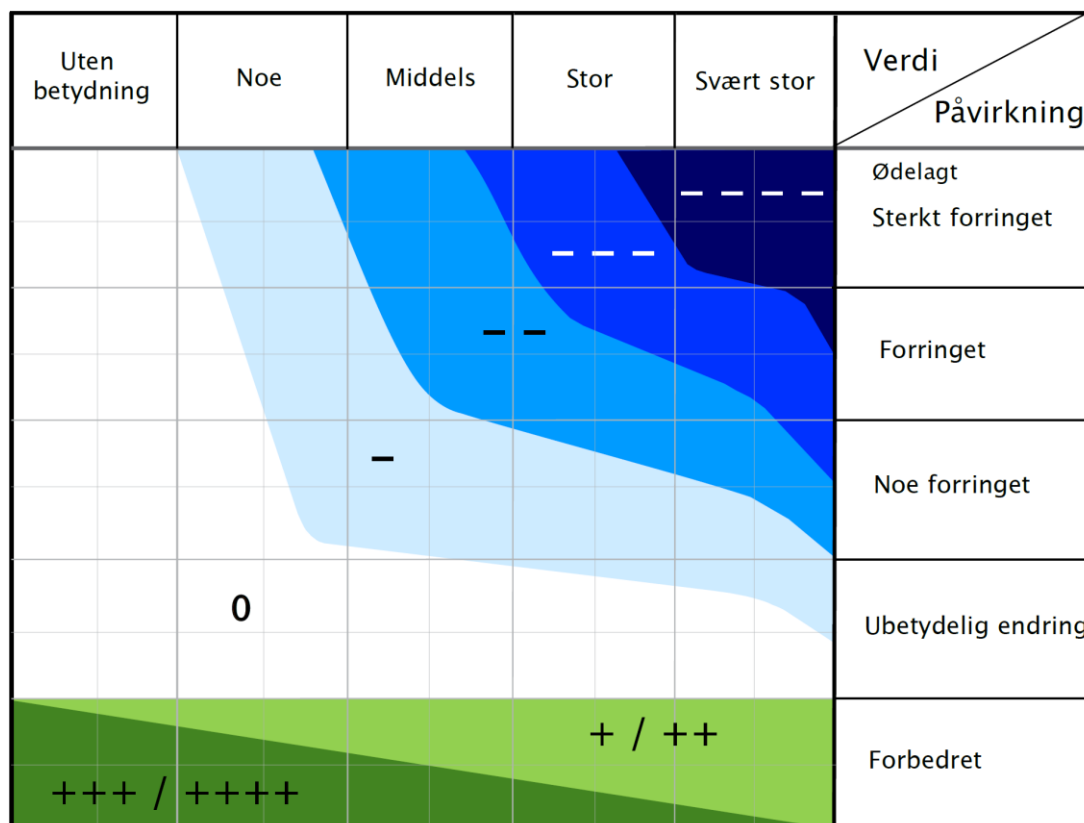 Uten
betydning
Noe
Middels
Stor
Svært stor
Verdi
Påvirkning
Ødelagt
Sterkt forringet
– – – –
– – –
– –
Forringet
–
Noe forringet
0
Ubetydelig endring
+ / ++
Forbedret
+++ / ++++